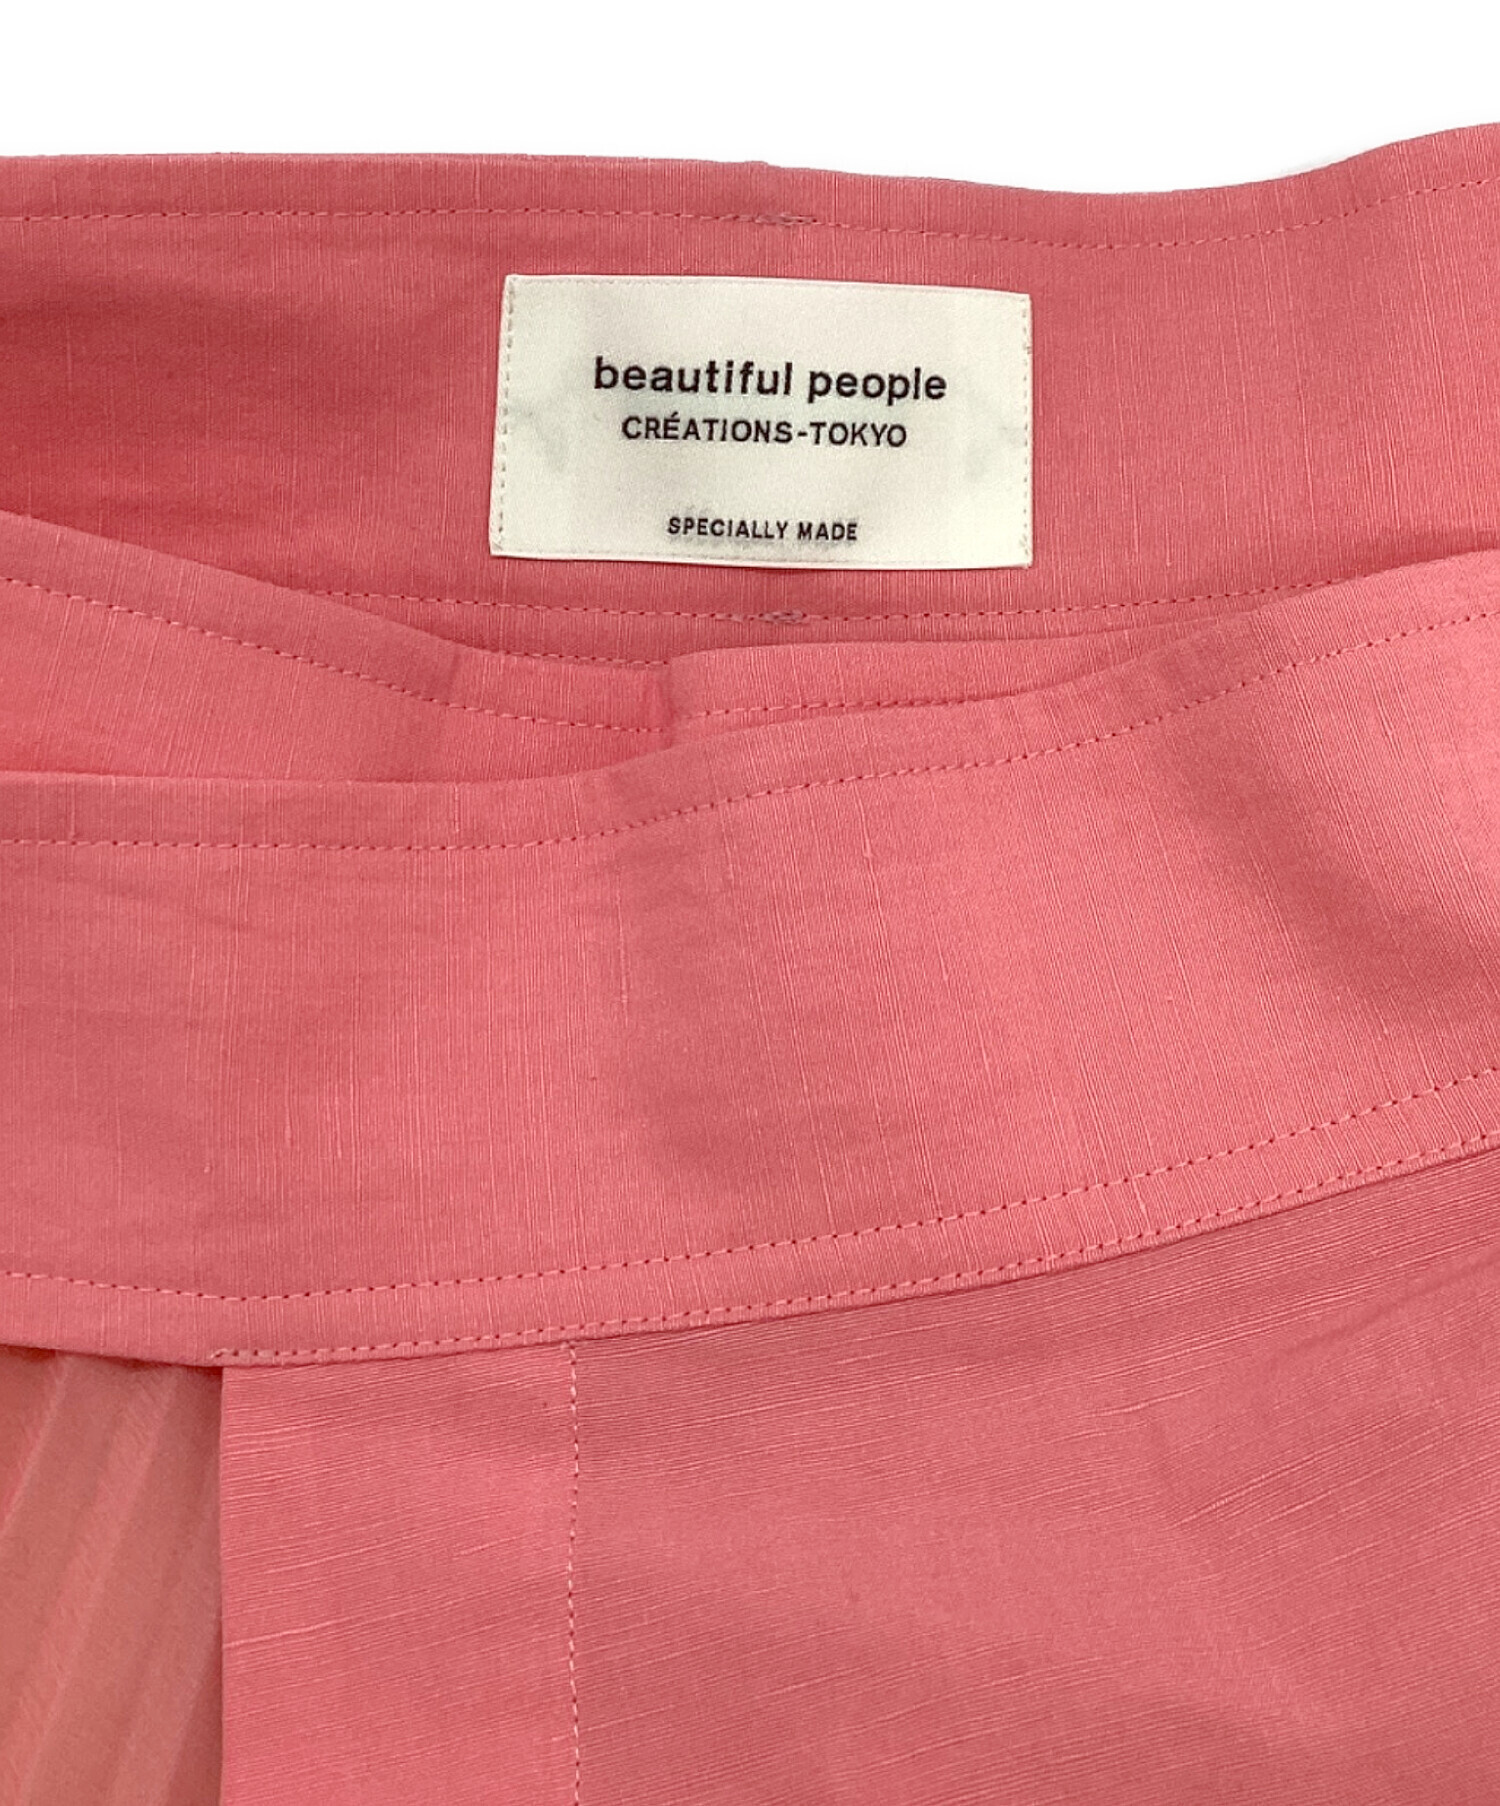 beautiful people
CRÉATIONS-TOKYO
SPECIALLY MADE